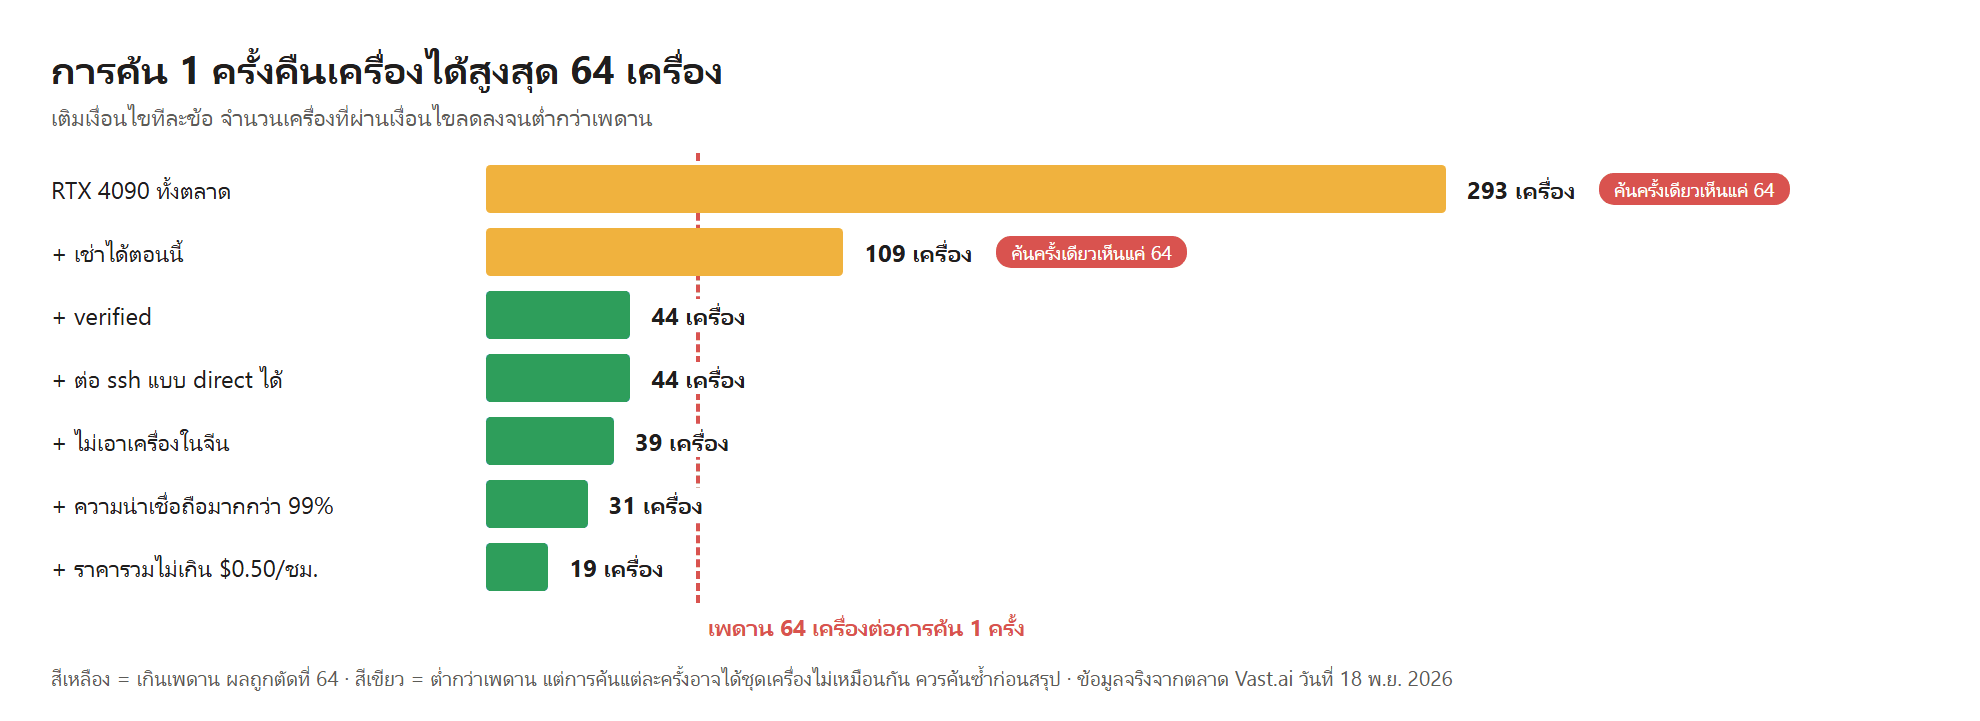 การค้น 1 ครั้งคืนเครื่องได้สูงสุด 64 เครื่อง
เติมเงื่อนไขทีละข้อ จำนวนเครื่องที่ผ่านเงื่อนไขลดลงจนต่ำกว่าเพดาน
RTX 4090 ทั้งตลาด 293 เครื่อง ค้นครั้งเดียวเห็นแค่ 64
+ เช่าได้ตอนนี้ 109 เครื่อง ค้นครั้งเดียวเห็นแค่ 64
+ verified 44 เครื่อง
+ ต่อ ssh แบบ direct ได้ 44 เครื่อง
+ ไม่เอาเครื่องในจีน 39 เครื่อง
+ ความน่าเชื่อถือมากกว่า 99% 31 เครื่อง
+ ราคารวมไม่เกิน $0.50/ชม. 19 เครื่อง
เพดาน 64 เครื่องต่อการค้น 1 ครั้ง
สีเหลือง = เกินเพดาน ผลถูกตัดที่ 64 · สีเขียว = ต่ำกว่าเพดาน แต่การค้นแต่ละครั้งอาจได้ชุดเครื่องไม่เหมือนกัน ควรค้นซ้ำก่อนสรุป · ข้อมูลจริงจากตลาด Vast.ai วันที่ 18 พ.ย. 2026